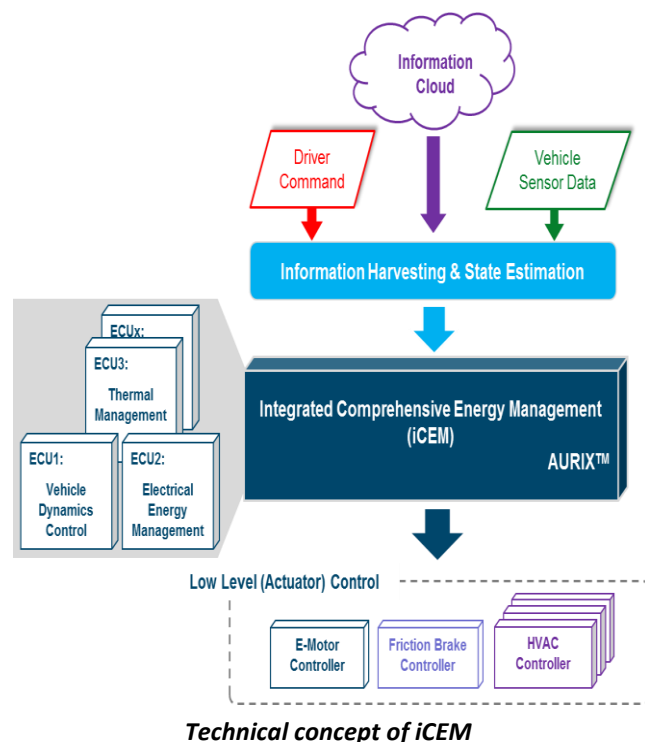 Information
Cloud
Driver
Command
Vehicle
Sensor Data
Information Harvesting & State Estimation
ECUx:
ECU3:
Thermal
Management
ECU1:
Vehicle
Dynamics
Control
ECU2:
Electrical
Energy
Management
Integrated Comprehensive Energy Management
(iCEM)
AURIX™
Low Level (Actuator) Control
E-Motor
Controller
Friction Brake
Controller
HVAC
Controller
Technical concept of iCEM